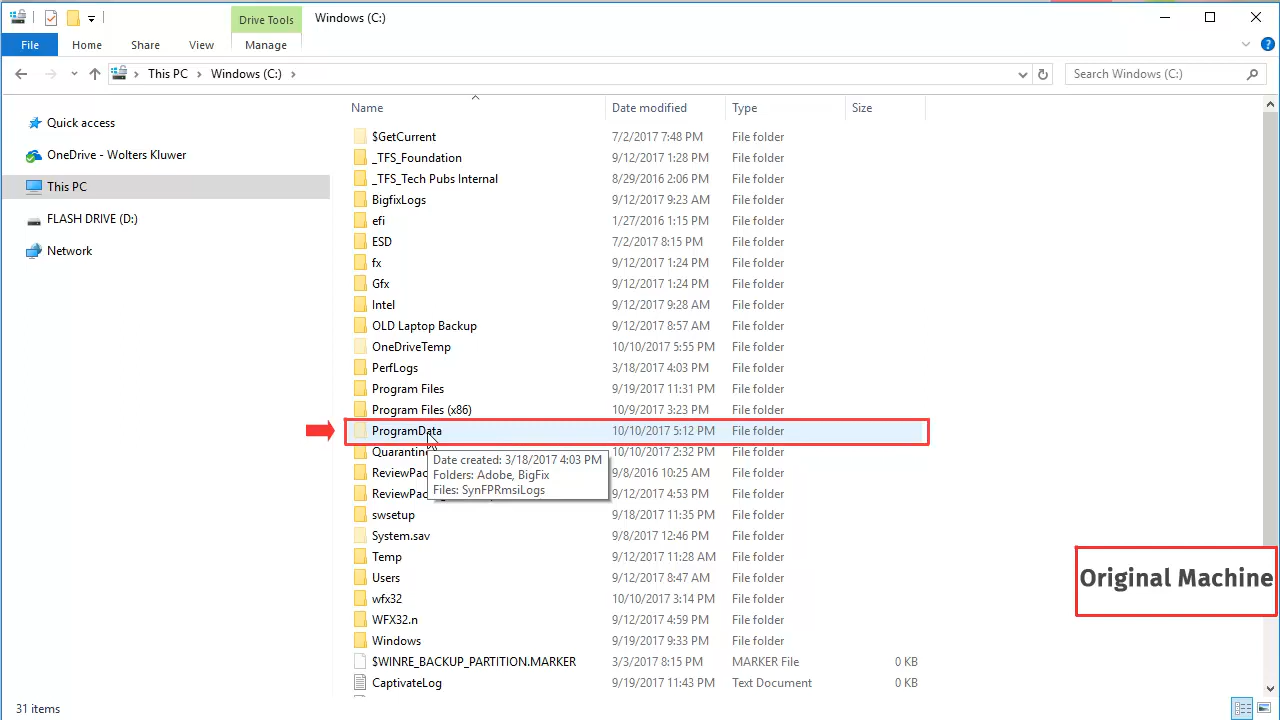 Drive Tools
Windows (C:)
File Home Share View Manage
This PC Windows (C:)
Search Windows (C:)
Name Date modified Type Size
Quick access
OneDrive - Wolters Kluwer
This PC
FLASH DRIVE (D:)
Network
$GetCurrent 7/2/2017 7:48 PM File folder
_TFS_Foundation 9/12/2017 1:28 PM File folder
_TFS_Tech Pubs Internal 8/29/2016 2:06 PM File folder
BigfixLogs 9/12/2017 9:23 AM File folder
efi 1/27/2016 1:15 PM File folder
ESD 7/2/2017 8:15 PM File folder
fx 9/12/2017 1:24 PM File folder
Gfx 9/12/2017 1:24 PM File folder
Intel 9/12/2017 9:28 AM File folder
OLD Laptop Backup 9/12/2017 8:57 AM File folder
OneDriveTemp 10/10/2017 5:55 PM File folder
PerfLogs 3/18/2017 4:03 PM File folder
Program Files 9/19/2017 11:31 PM File folder
Program Files (x86) 10/9/2017 3:23 PM File folder
ProgramData 10/10/2017 5:12 PM File folder
10/10/2017 2:32 PM File folder
Date created: 3/18/2017 4:03 PM
Folders: Adobe, BigFix
Files: SynFPRmsiLogs
9/8/2016 10:25 AM File folder
9/12/2017 4:53 PM File folder
swsetup 9/18/2017 11:35 PM File folder
System.sav 9/8/2017 12:46 PM File folder
Temp 9/12/2017 11:28 AM File folder
Users 9/12/2017 8:47 AM File folder
wfx32 10/10/2017 3:14 PM File folder
WFX32.n 9/12/2017 4:59 PM File folder
Windows 9/19/2017 9:33 PM File folder
$WINRE_BACKUP_PARTITION.MARKER 3/3/2017 8:15 PM MARKER File 0 KB
CaptivateLog 9/19/2017 11:43 PM Text Document 0 KB
Original Machine
31 items